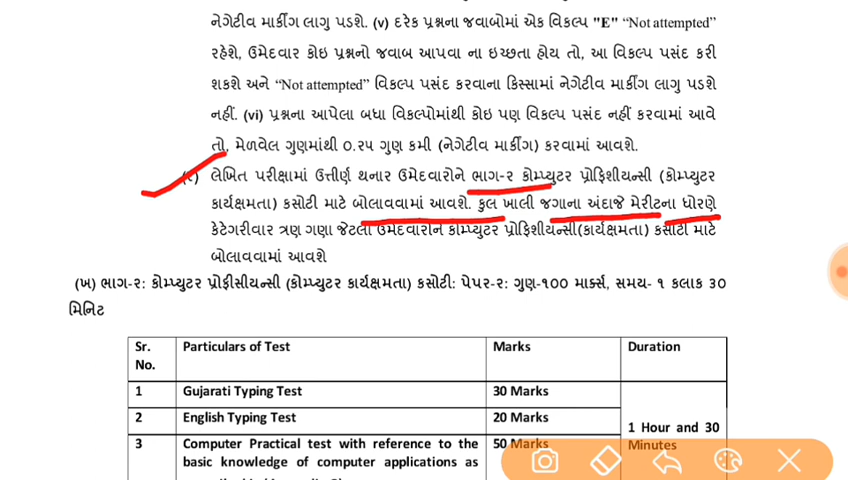 નેગેટીવ માર્કીંગ લાગુ પડશે. (v) દરેક પ્રશ્નના જવાબોમાં એક વિકલ્પ "E" “Not attempted”
રહેશે, ઉમેદવાર કોઇ પ્રશ્નનો જવાબ આપવા ના ઇચ્છતા હોય તો, આ વિકલ્પ પસંદ કરી
શકશે અને “Not attempted” વિકલ્પ પસંદ કરવાના કિસ્સામાં નેગેટીવ માર્કીંગ લાગુ પડશે
નહીં. (vi) પ્રશ્નના આપેલા બધા વિકલ્પોમાંથી કોઇ પણ વિકલ્પ પસંદ નહીં કરવામાં આવે
તો, મેળવેલ ગુણમાંથી ૦.૨૫ ગુણ કમી (નેગેટીવ માર્કીંગ) કરવામાં આવશે.
લેખિત પરીક્ષામાં ઉત્તીર્ણ થનાર ઉમેદવારોને ભાગ-૨ કોમ્પ્યુટર પ્રોફિશીયન્સી (કોમ્પ્યુટર
કાર્યક્ષમતા) કસોટી માટે બોલાવવામાં આવશે. કુલ ખાલી જગાના અંદાજે મેરીટના ધોરણે
કેટેગરીવાર ત્રણ ગણા જેટલા ઉમેદવારોને કોમ્પ્યુટર પ્રોફિશીયન્સી(કાર્યક્ષમતા) કસોટી માટે
બોલાવવામાં આવશે
(ખ) ભાગ-૨: કોમ્પ્યુટર પ્રોફીસીયન્સી (કોમ્પ્યુટર કાર્યક્ષમતા) કસોટી: પેપર-૨: ગુણ-૧૦૦ માર્ક્સ, સમય- ૧ કલાક ૩૦
મિનિટ
Sr. No. Particulars of Test Marks Duration
1 Gujarati Typing Test 30 Marks
2 English Typing Test 20 Marks
1 Hour and 30 Minutes
3 Computer Practical test with reference to the 50 Marks
basic knowledge of computer applications as